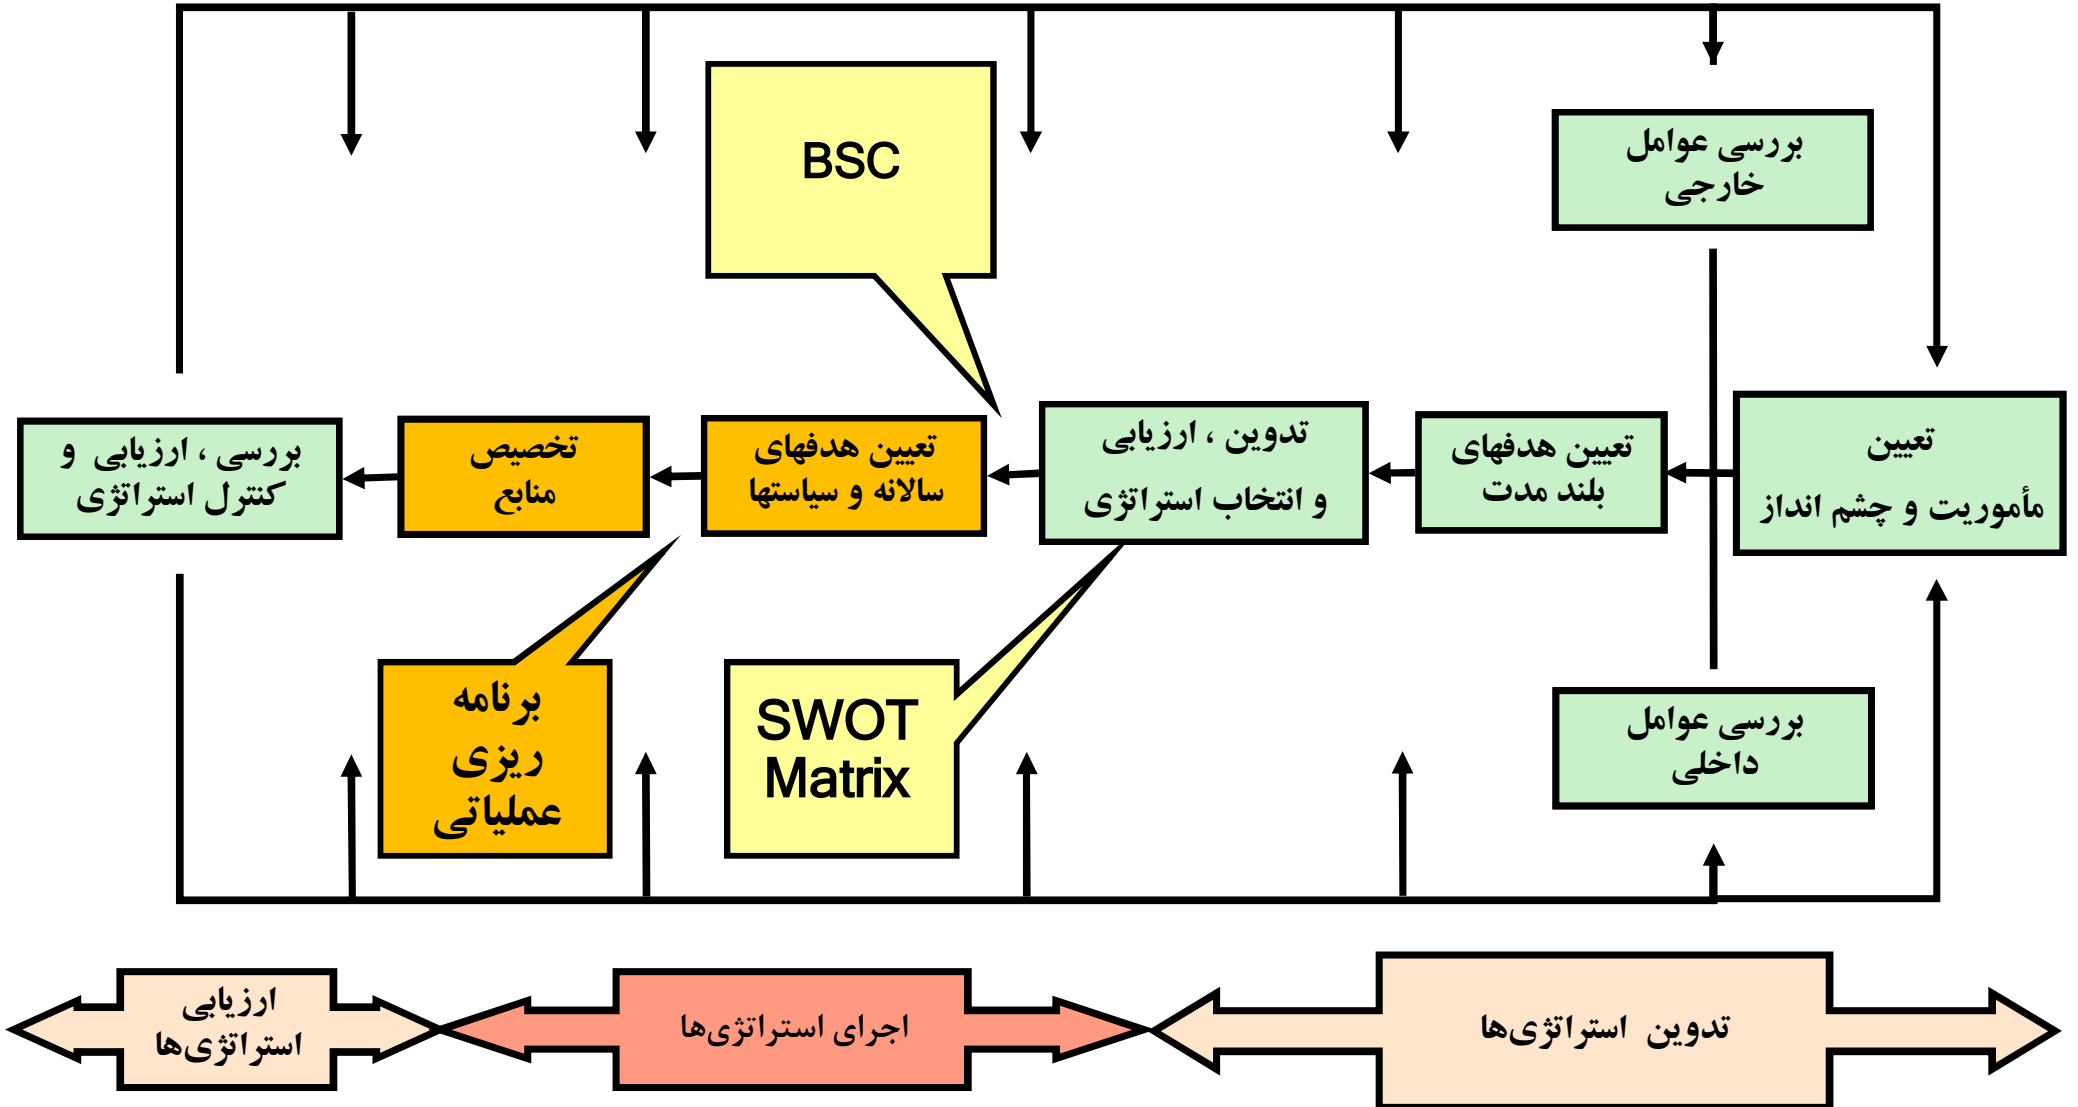 BSC
بررسی عوامل
خارجی
تعیین
مأموریت و چشم انداز
تعیین هدفهای
بلند مدت
تدوین ، ارزیابی
و انتخاب استراتژی
تعیین هدفهای
سالانه و سیاستها
تخصیص
منابع
بررسی ، ارزیابی و
کنترل استراتژی
بررسی عوامل
داخلی
SWOT
Matrix
برنامه
ریزی
عملیاتی
تدوین استراتژی‌ها
اجرای استراتژی‌ها
ارزیابی
استراتژی‌ها